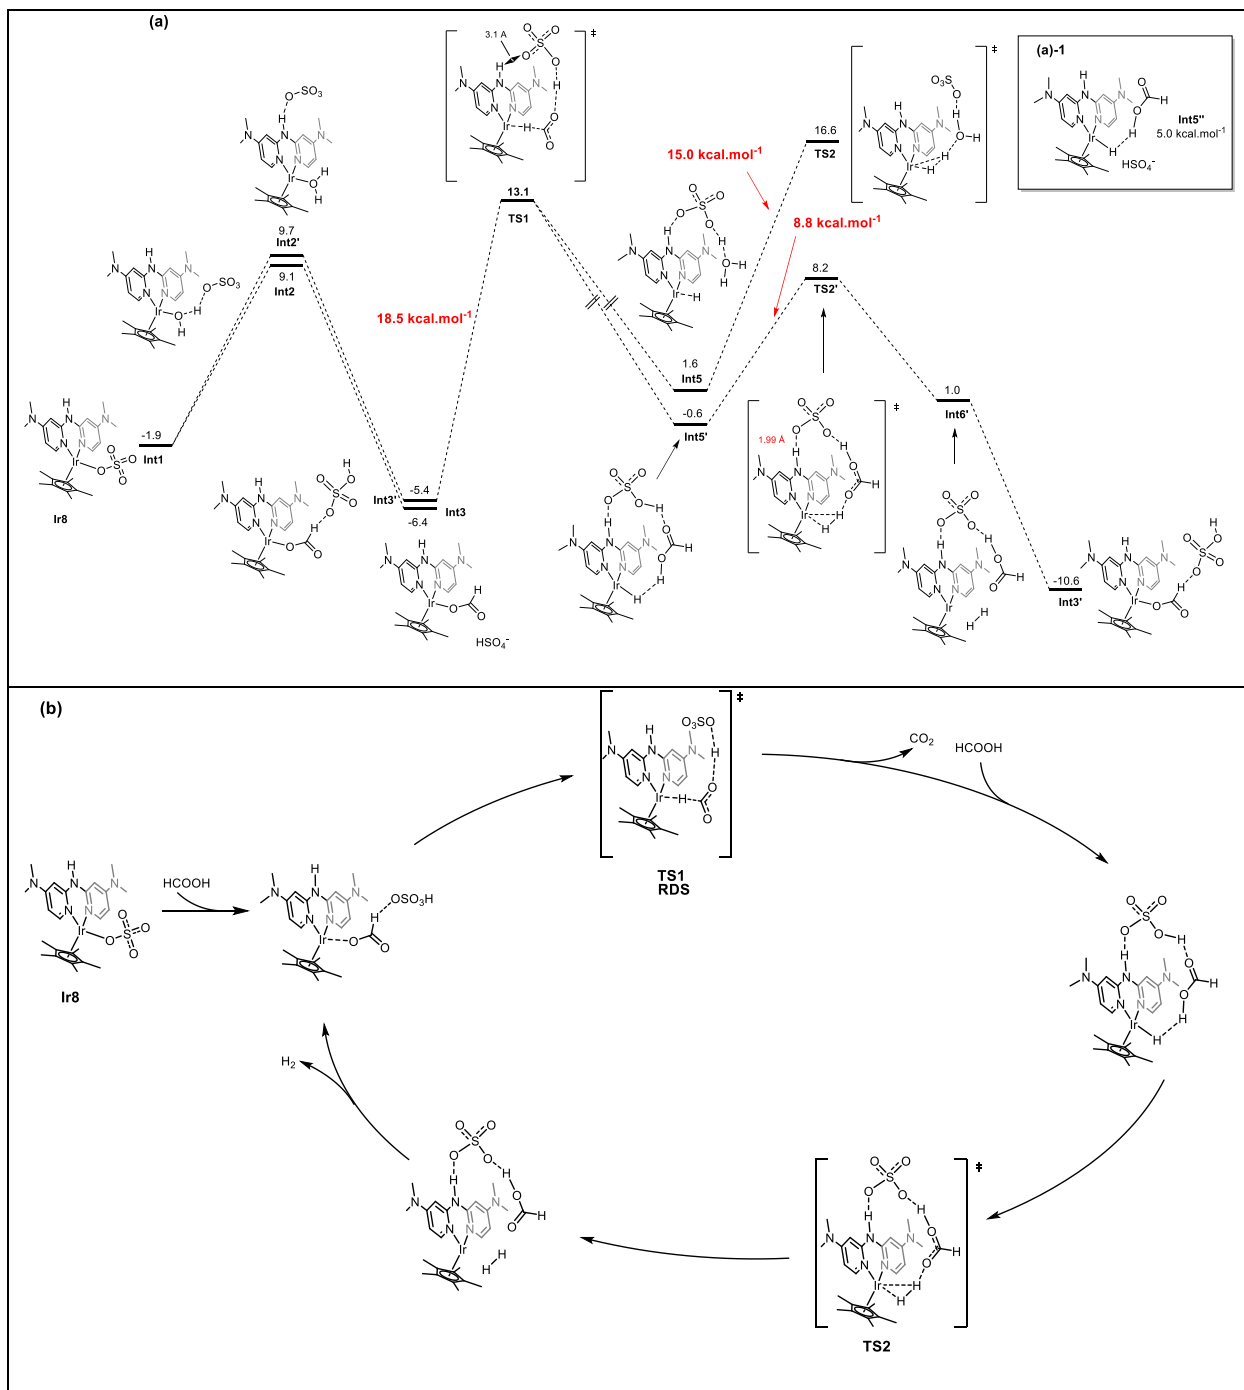 (a)
3.1 A
‡
(a)-1
Int5"
5.0 kcal.mol-1
HSO4-
16.6
TS2
15.0 kcal.mol-1
13.1
TS1
8.8 kcal.mol-1
9.7
Int2'
9.1
Int2
8.2
TS2'
18.5 kcal.mol-1
1.6
Int5
-0.6
Int5'
1.0
Int6'
-1.9
Int1
Ir8
1.99 Å
-5.4
Int3'
Int3
-6.4
HSO4-
-10.6
Int3'
(b)
O3SO
‡
TS1
RDS
CO2
HCOOH
HCOOH
OSO3H
Ir8
H2
‡
TS2